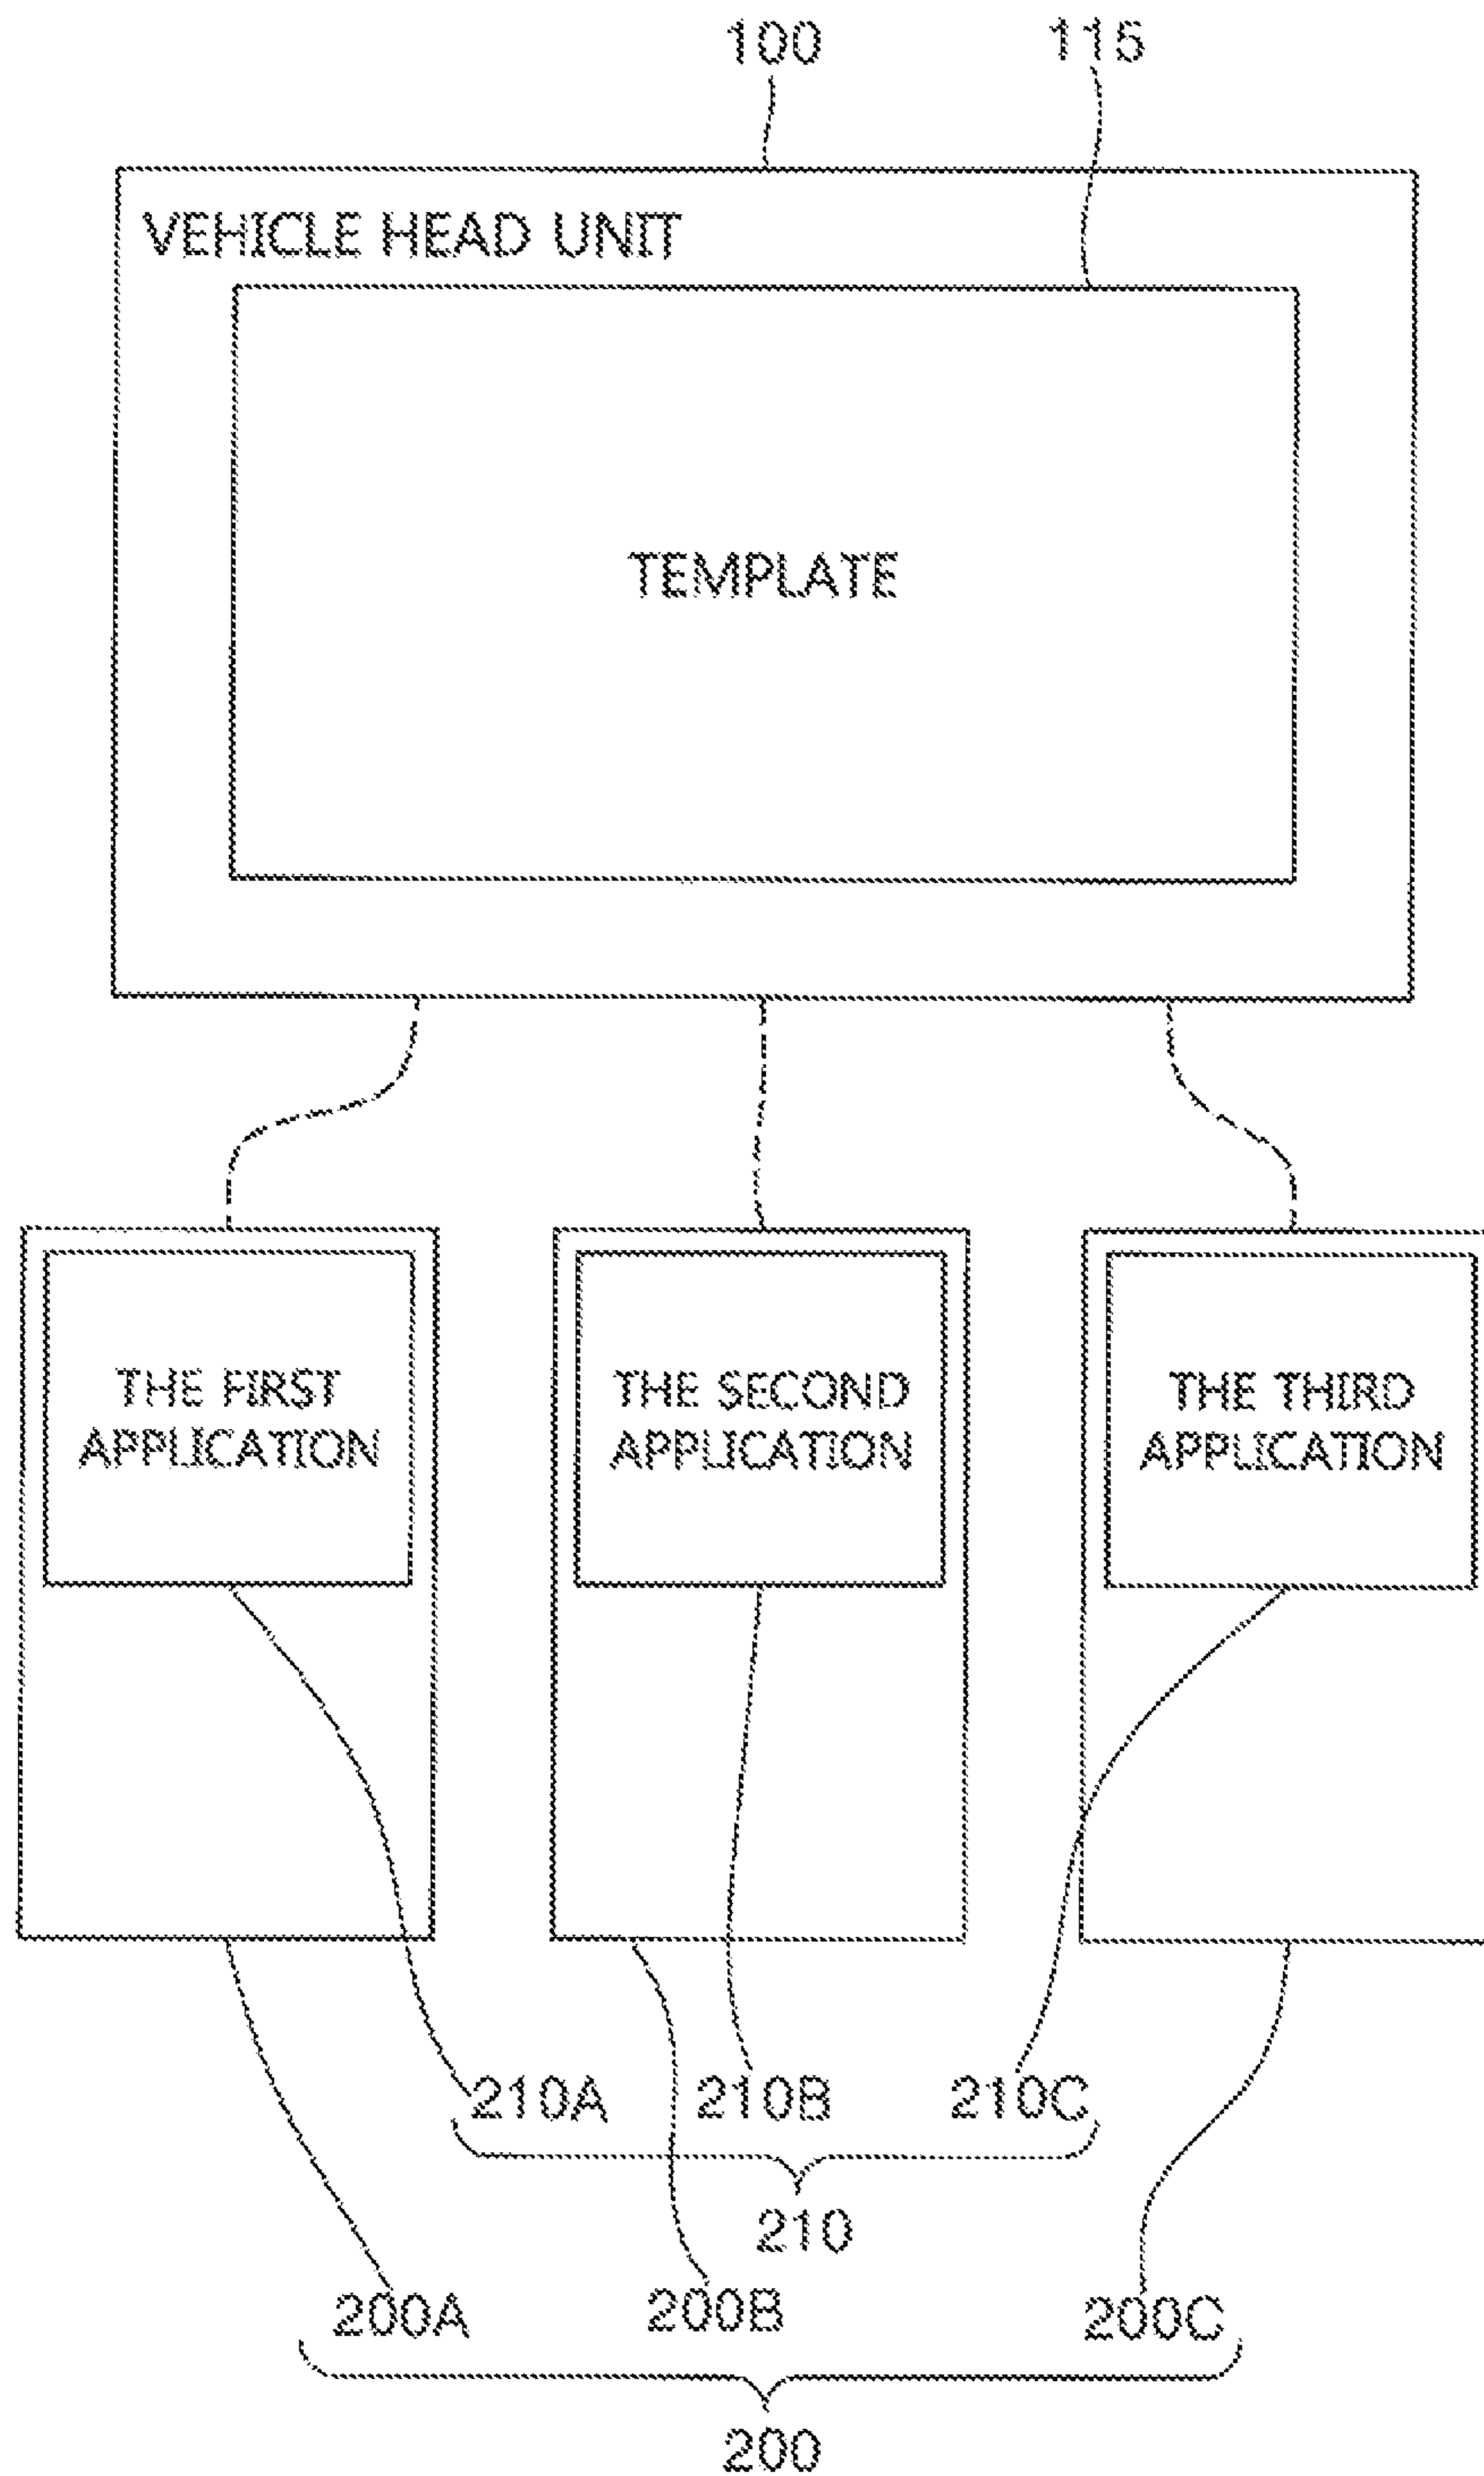 100 115
VEHICLE HEAD UNIT
TEMPLATE
THE FIRST
APPLICATION
THE SECOND
APPLICATION
THE THIRD
APPLICATION
210A 210B 210C
210
200A 200B 200C
200